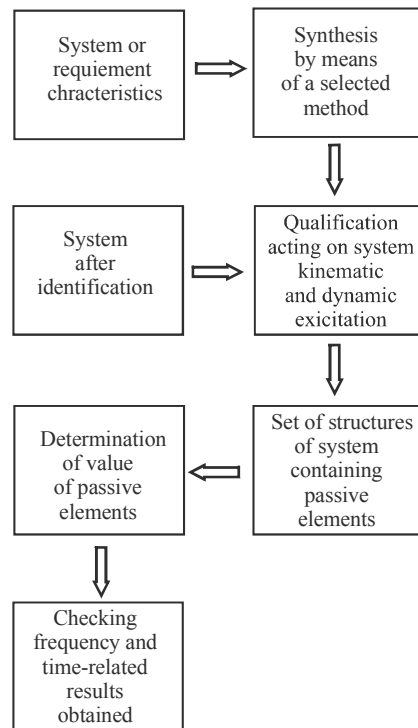 System or
requiement
chracteristics
Synthesis
by means
of a selected
method
System
after
identification
Qualification
acting on system
kinematic
and dynamic
exicitation
Determination
of value
of passive
elements
Set of structures
of system
containing
passive
elements
Checking
frequency and
time-related
results
obtained